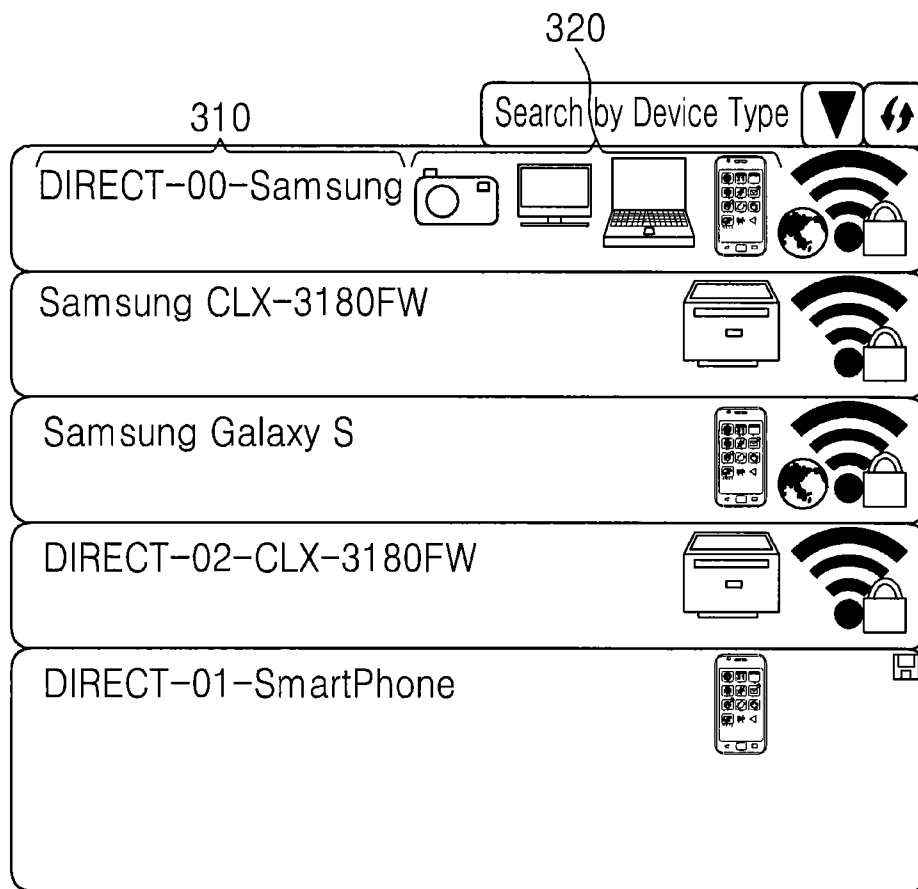 320
Search by Device Type
310
DIRECT-00-Samsung
Samsung CLX-3180FW
Samsung Galaxy S
DIRECT-02-CLX-3180FW
DIRECT-01-SmartPhone